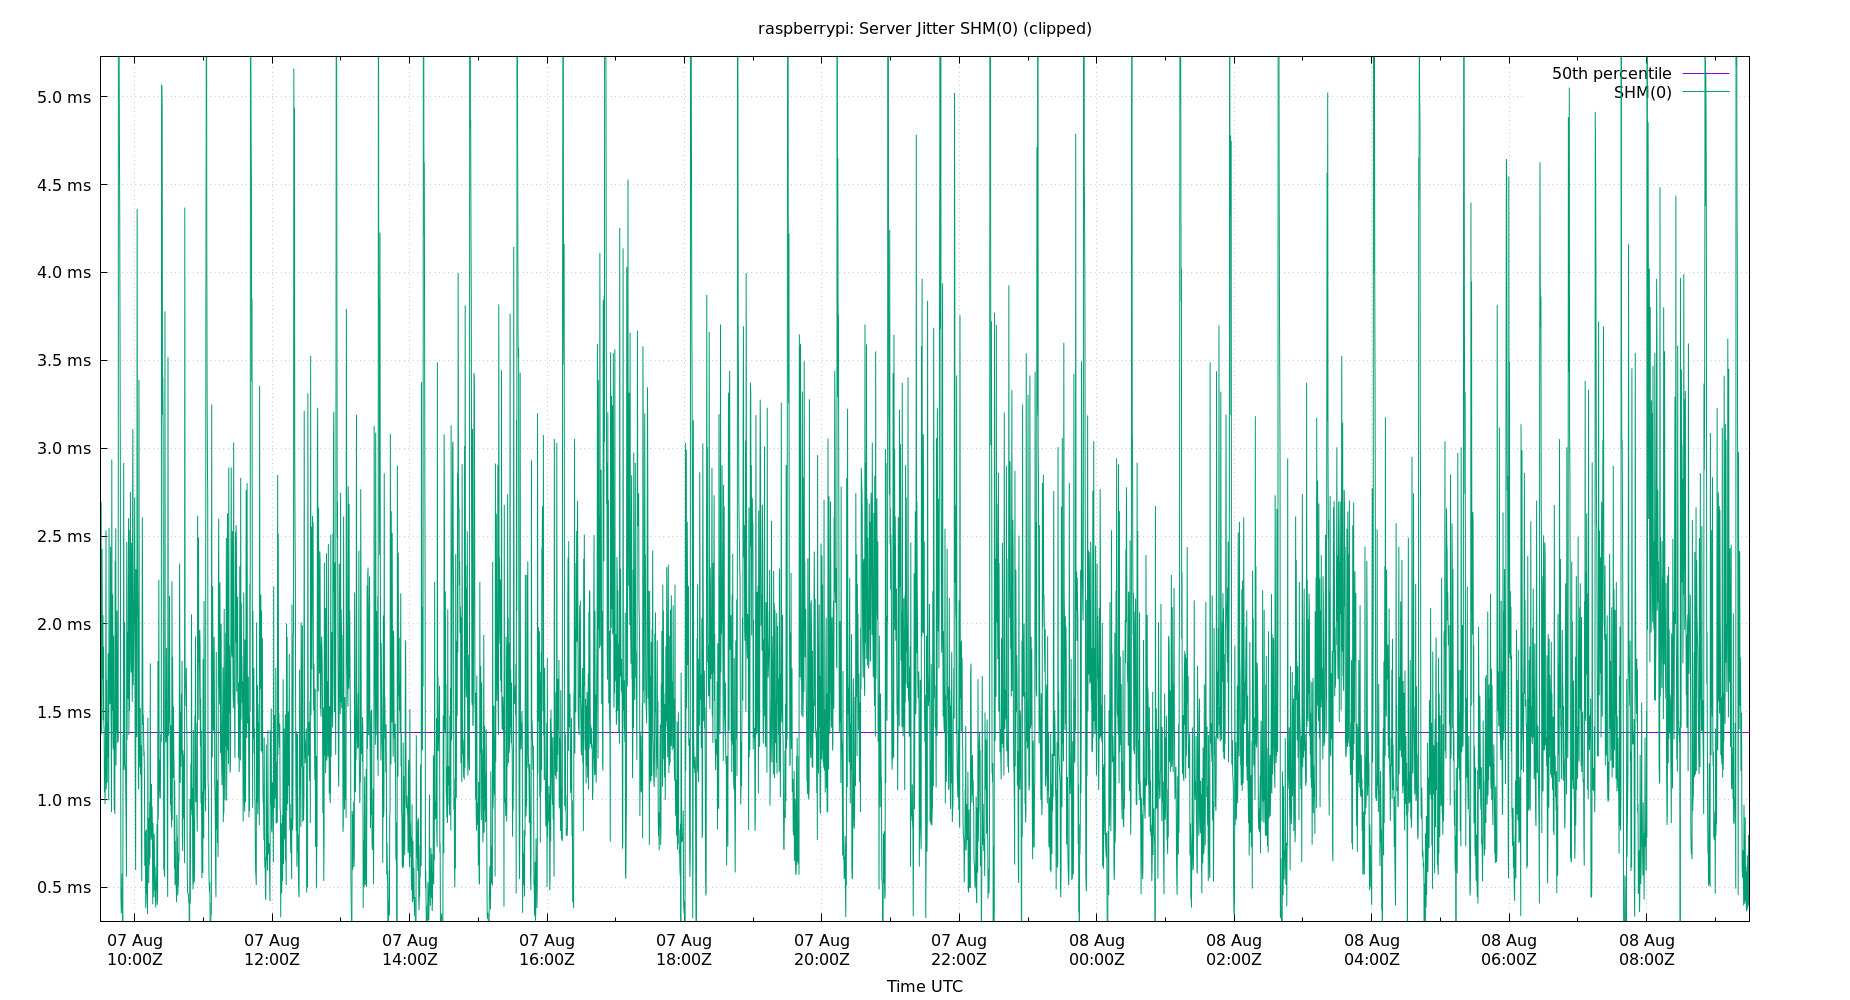 raspberrypi: Server Jitter SHM(0) (clipped)
50th percentile
SHM(0)
5.0 ms
4.5 ms
4.0 ms
3.5 ms
3.0 ms
2.5 ms
2.0 ms
1.5 ms
1.0 ms
0.5 ms
07 Aug 07 Aug 07 Aug 07 Aug 07 Aug 07 Aug 07 Aug 08 Aug 08 Aug 08 Aug 08 Aug 08 Aug
10:00Z 12:00Z 14:00Z 16:00Z 18:00Z 20:00Z 22:00Z 00:00Z 02:00Z 04:00Z 06:00Z 08:00Z
Time UTC